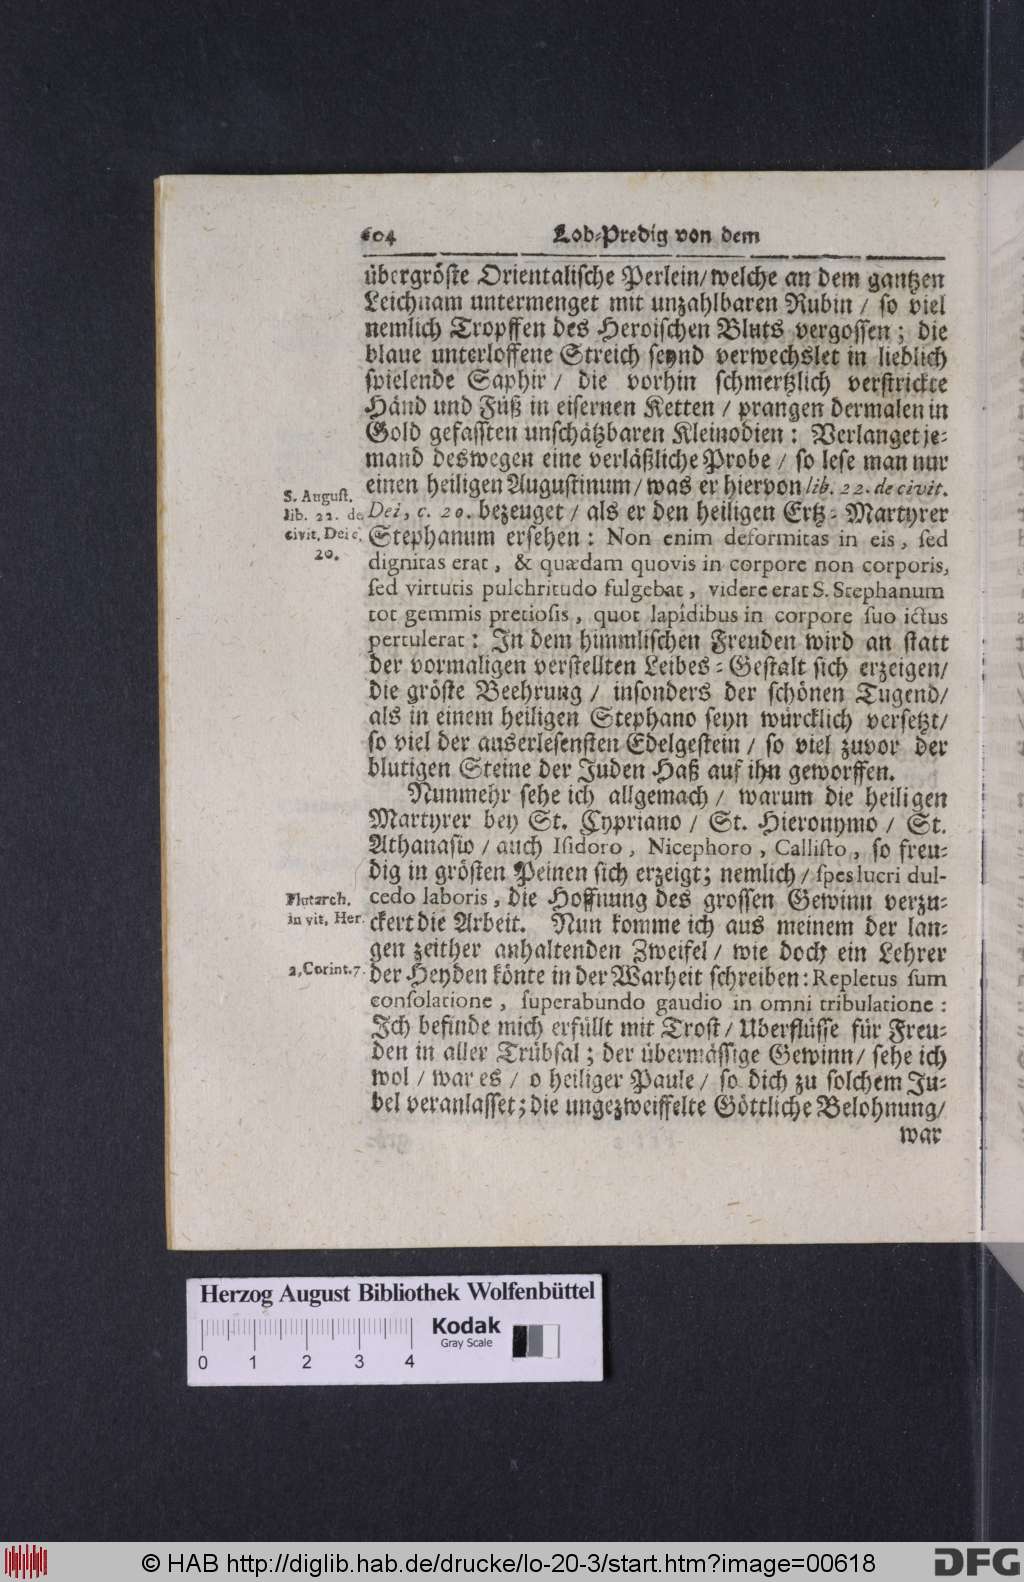 604 Lob-Predig von dem
übergröste Orientalische Perlein/ welche an dem gantzen
Leichnam untermenget mit unzahlbaren Rubin / so viel
nemlich Tropffen des Heroischen Bluts vergossen; die
blaue unterloffene Streich seynd verwechslet in lieblich
spielende Saphir / die vorhin schmertzlich verstrickte
Händ und Füß in eisernen Ketten / prangen dermalen in
Gold gefassten unschätzbaren Kleinodien: Verlanget je-
mand deswegen eine verläßliche Probe / so lese man nur
einen heiligen Augustinum/ was er hiervon lib. 22. de civit.
S. August.
lib. 22. de
civit. Dei c.
20.
Dei, c. 20. bezeuget / als er den heiligen Ertz-Martyrer
Stephanum ersehen: Non enim deformitas in eis, sed
dignitas erat, & quædam quovis in corpore non corporis,
sed virtutis pulchritudo fulgebat, videre erat S. Stephanum
tot gemmis pretiosis, quot lapidibus in corpore suo ictus
pertulerat: In dem himmlischen Freuden wird an statt
der vormaligen verstellten Leibes-Gestalt sich erzeigen/
die gröste Beehrung / insonders der schönen Tugend/
als in einem heiligen Stephano seyn würcklich versetzt/
so viel der auserlesensten Edelgestein / so viel zuvor der
blutigen Steine der Juden Haß auf ihn geworffen.
Nunmehr sehe ich allgemach / warum die heiligen
Martyrer bey St. Cypriano / St. Hieronymo / St.
Athanasio / auch Isidoro, Nicephoro, Callisto, so freu-
dig in grösten Peinen sich erzeigt; nemlich / spes lucri dul-
Plutarch.
in vit. Her.
cedo laboris, die Hoffnung des grossen Gewinn verzu-
ckert die Arbeit. Nun komme ich aus meinem der lan-
gen zeither anhaltenden Zweifel / wie doch ein Lehrer
2. Corint. 7.
der Heyden könte in der Warheit schreiben: Repletus sum
consolatione, superabundo gaudio in omni tribulatione:
Ich befinde mich erfüllt mit Trost / Uberflüsse für Freu-
den in aller Trübsal; der übermässige Gewinn/ sehe ich
wol / war es / o heiliger Paule / so dich zu solchem Ju-
bel veranlasset; die ungezweiffelte Göttliche Belohnung/
war
Herzog August Bibliothek Wolfenbüttel
Kodak
Gray Scale
0 1 2 3 4
© HAB http://diglib.hab.de/drucke/lo-20-3/start.htm?image=00618
DFG